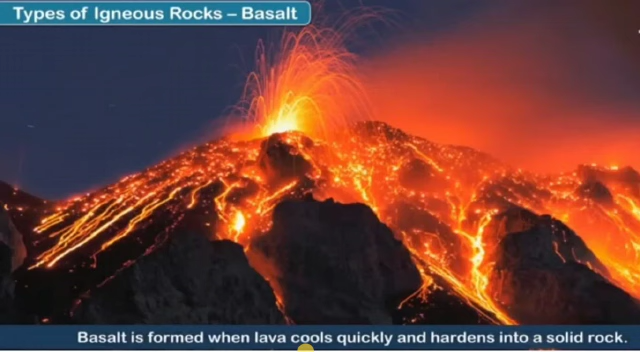 Types of Igneous Rocks – Basalt
Basalt is formed when lava cools quickly and hardens into a solid rock.